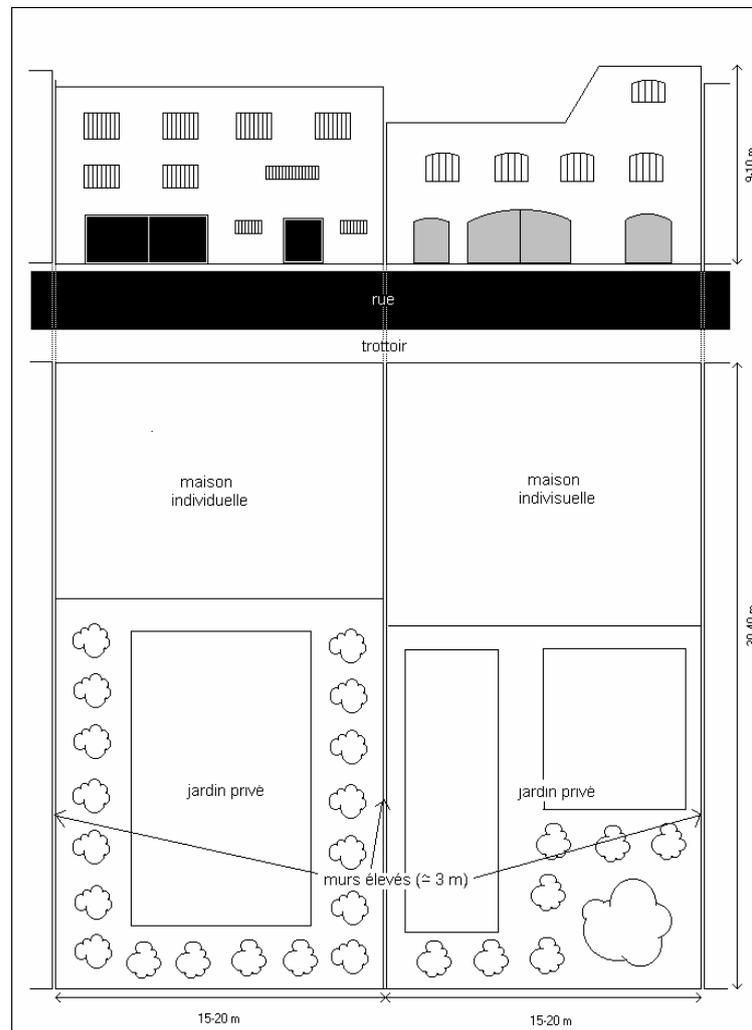 9-10 m
rue
trottoir
maison
individuelle
maison
indivisuelle
jardin privé
jardin privé
murs élevés (≃ 3 m)
15-20 m
15-20 m